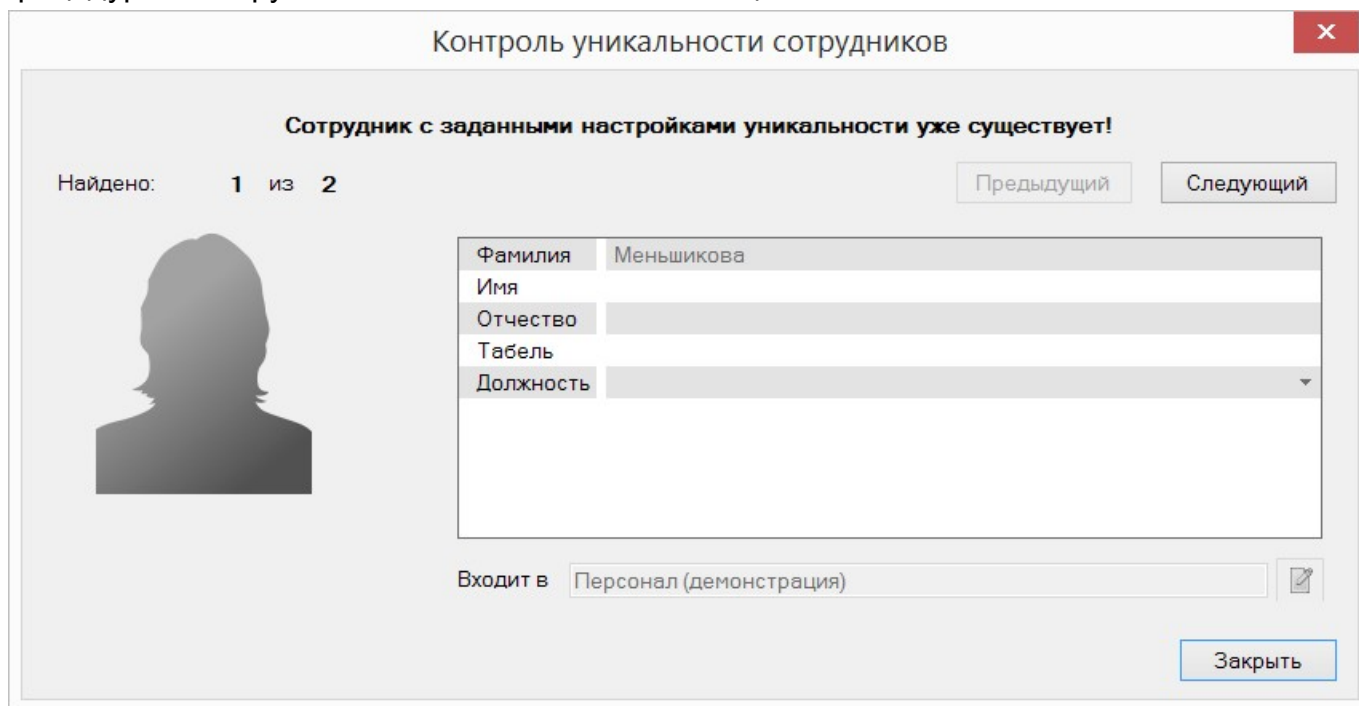 Контроль уникальности сотрудников
Сотрудник с заданными настройками уникальности уже существует!
Найдено: 1 из 2 Предыдущий Следующий
Фамилия Меньшикова
Имя
Отчество
Табель
Должность
Входит в Персонал (демонстрация)
Закрыть